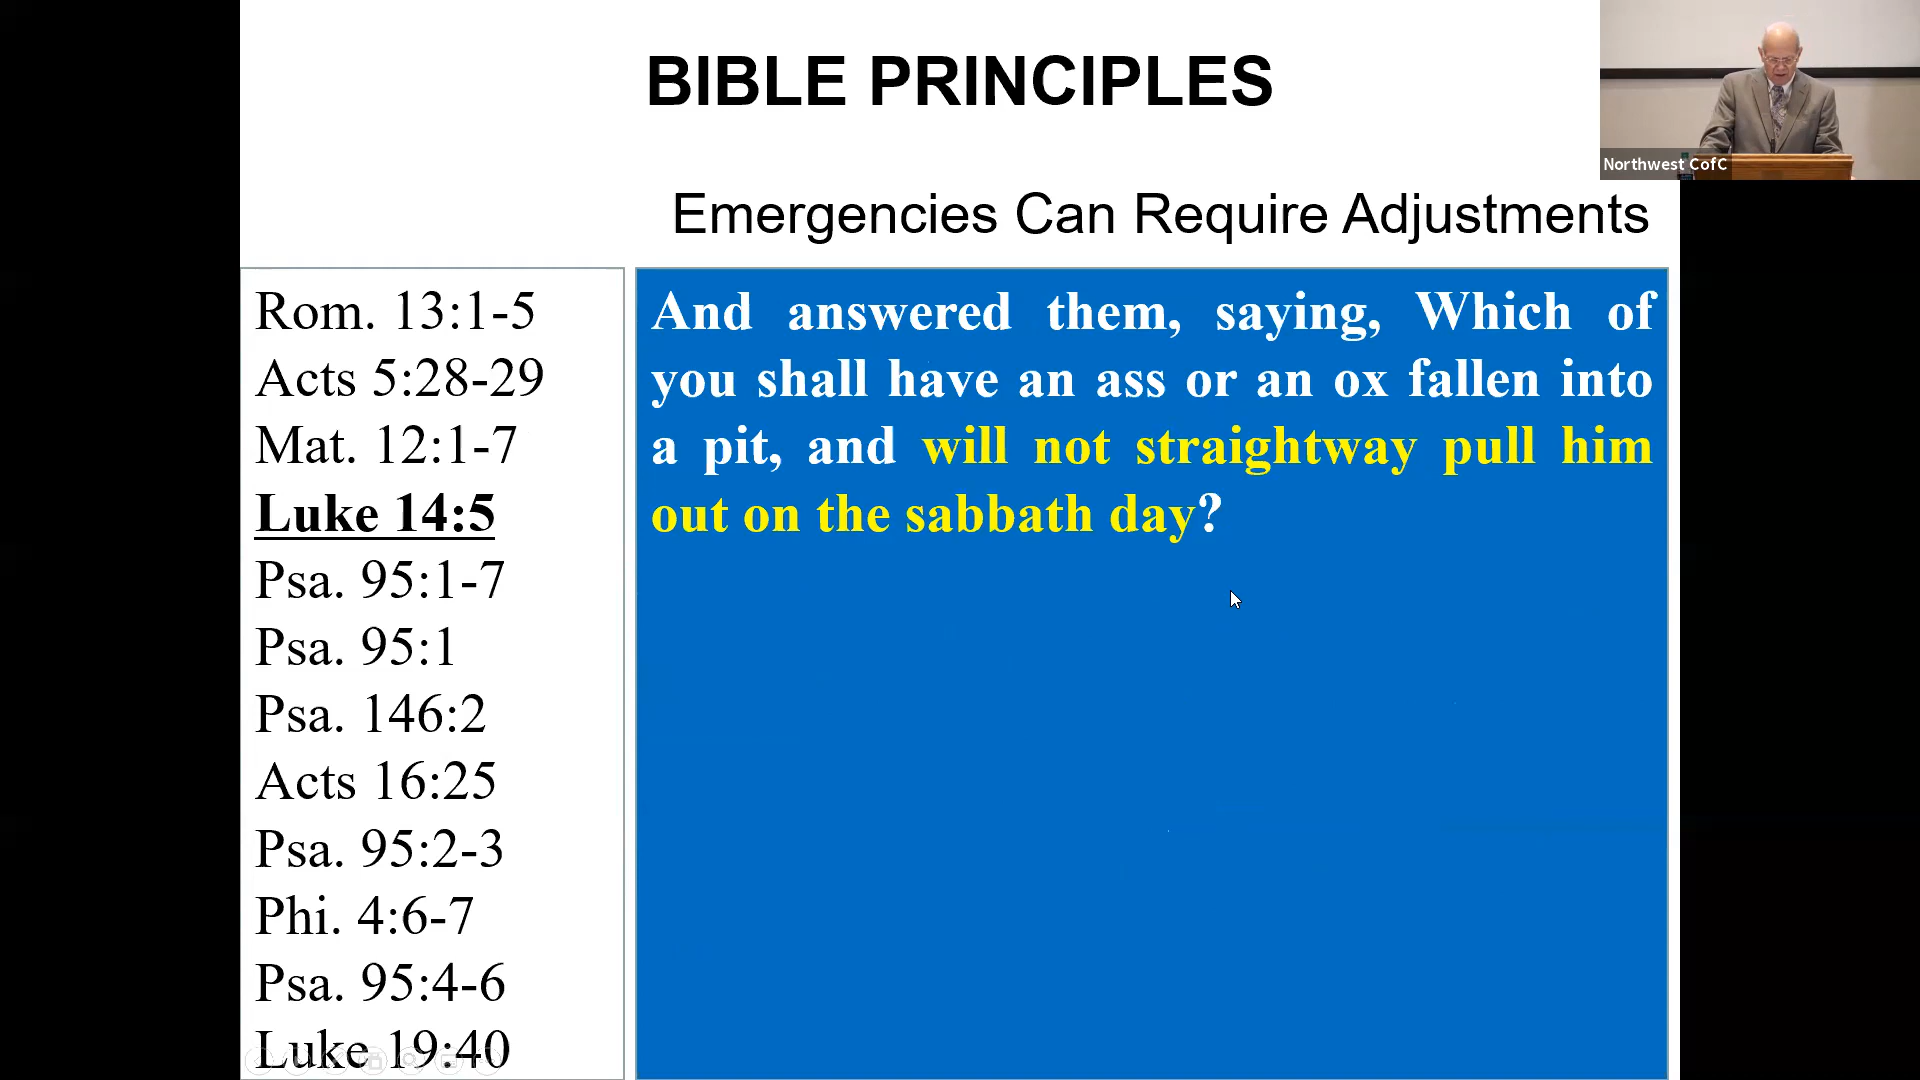 BIBLE PRINCIPLES
Northwest CofC
Emergencies Can Require Adjustments
Rom. 13:1-5
Acts 5:28-29
Mat. 12:1-7
Luke 14:5
Psa. 95:1-7
Psa. 95:1
Psa. 146:2
Acts 16:25
Psa. 95:2-3
Phi. 4:6-7
Psa. 95:4-6
Luke 19:40
And answered them, saying, Which of
you shall have an ass or an ox fallen into
a pit, and will not straightway pull him
out on the sabbath day?